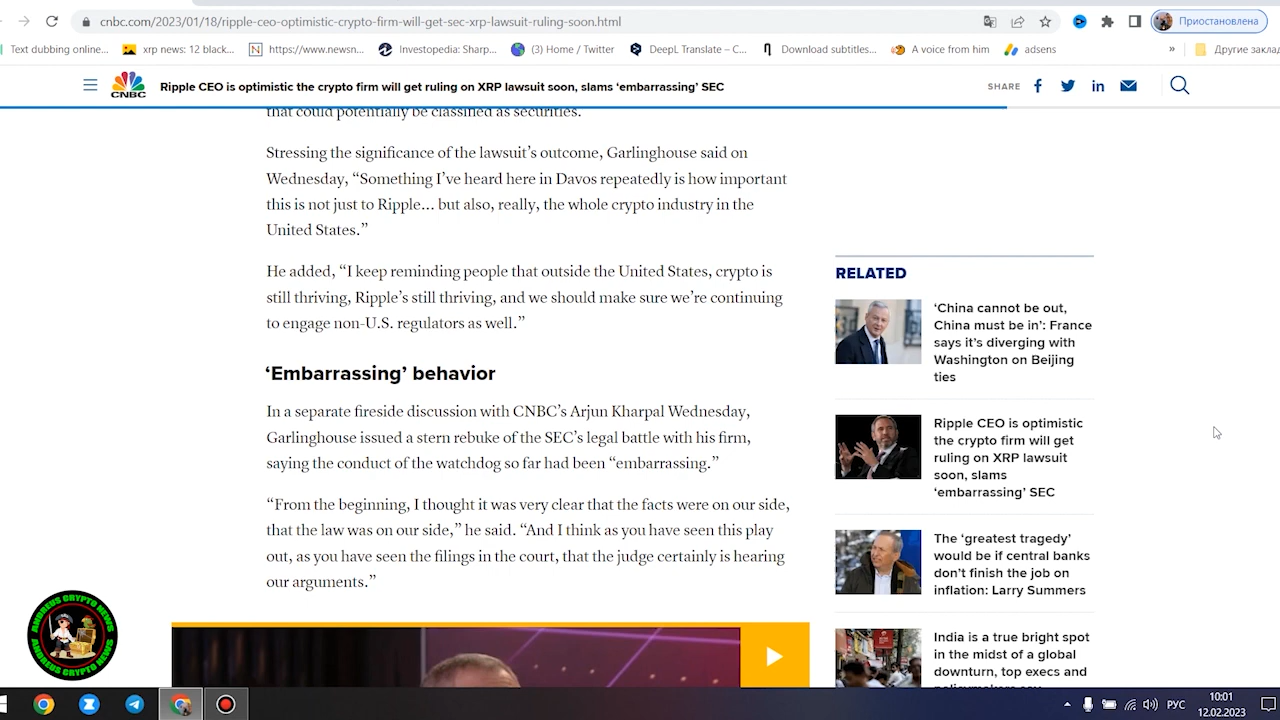 cnbc.com/2023/01/18/ripple-ceo-optimistic-crypto-firm-will-get-sec-xrp-lawsuit-ruling-soon.html
Приостановлена
Text dubbing online...
xrp news: 12 black...
https://www.newsn...
Investopedia: Sharp...
(3) Home / Twitter
DeepL Translate – C...
Download subtitles...
A voice from him
adsens
»
Другие закла
CNBC
Ripple CEO is optimistic the crypto firm will get ruling on XRP lawsuit soon, slams ‘embarrassing’ SEC
SHARE
that could potentially be classified as securities.
Stressing the significance of the lawsuit’s outcome, Garlinghouse said on
Wednesday, “Something I’ve heard here in Davos repeatedly is how important
this is not just to Ripple... but also, really, the whole crypto industry in the
United States.”
He added, “I keep reminding people that outside the United States, crypto is
still thriving, Ripple’s still thriving, and we should make sure we’re continuing
to engage non-U.S. regulators as well.”
‘Embarrassing’ behavior
In a separate fireside discussion with CNBC’s Arjun Kharpal Wednesday,
Garlinghouse issued a stern rebuke of the SEC’s legal battle with his firm,
saying the conduct of the watchdog so far had been “embarrassing.”
“From the beginning, I thought it was very clear that the facts were on our side,
that the law was on our side,” he said. “And I think as you have seen this play
out, as you have seen the filings in the court, that the judge certainly is hearing
our arguments.”
RELATED
‘China cannot be out,
China must be in’: France
says it’s diverging with
Washington on Beijing
ties
Ripple CEO is optimistic
the crypto firm will get
ruling on XRP lawsuit
soon, slams
‘embarrassing’ SEC
The ‘greatest tragedy’
would be if central banks
don’t finish the job on
inflation: Larry Summers
India is a true bright spot
in the midst of a global
downturn, top execs and
ANDREUS CRYPTO NEWS
ANDREUS CRYPTO NEWS
РУС
10:01
12.02.2023